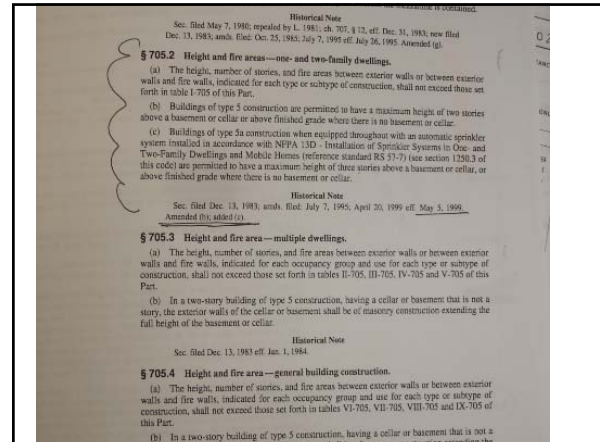 is contained.
Historical Note
Sec. filed May 7, 1980; repealed by L. 1981; ch. 707, § 12, eff. Dec. 31, 1983; new filed
Dec. 13, 1983; amds. filed: Oct. 25, 1985; July 7, 1995 eff. July 26, 1995. Amended (g).
§ 705.2 Height and fire areas—one- and two-family dwellings.
(a) The height, number of stories, and fire areas between exterior walls or between exterior
walls and fire walls, indicated for each type or subtype of construction, shall not exceed those set
forth in table I-705 of this Part.
(b) Buildings of type 5 construction are permitted to have a maximum height of two stories
above a basement or cellar or above finished grade where there is no basement or cellar.
(c) Buildings of type 5a construction when equipped throughout with an automatic sprinkler
system installed in accordance with NFPA 13D - Installation of Sprinkler Systems in One- and
Two-Family Dwellings and Mobile Homes (reference standard RS 57-7) (see section 1250.3 of
this code) are permitted to have a maximum height of three stories above a basement or cellar, or
above finished grade where there is no basement or cellar.
Historical Note
Sec. filed Dec. 13, 1983; amds. filed: July 7, 1995; April 20, 1999 eff. May 5, 1999.
Amended (b); added (c).
§ 705.3 Height and fire area—multiple dwellings.
(a) The height, number of stories, and fire areas between exterior walls or between exterior
walls and fire walls, indicated for each occupancy group and use for each type or subtype of
construction, shall not exceed those set forth in tables II-705, III-705, IV-705 and V-705 of this
Part.
(b) In a two-story building of type 5 construction, having a cellar or basement that is not a
story, the exterior walls of the cellar or basement shall be of masonry construction extending the
full height of the basement or cellar.
Historical Note
Sec. filed Dec. 13, 1983 eff. Jan. 1, 1984.
§ 705.4 Height and fire area—general building construction.
(a) The height, number of stories, and fire areas between exterior walls or between exterior
walls and fire walls, indicated for each occupancy group and use for each type or subtype of
construction, shall not exceed those set forth in tables VI-705, VII-705, VIII-705 and IX-705 of
this Part.
(b) In a two-story building of type 5 construction, having a cellar or basement that is not a